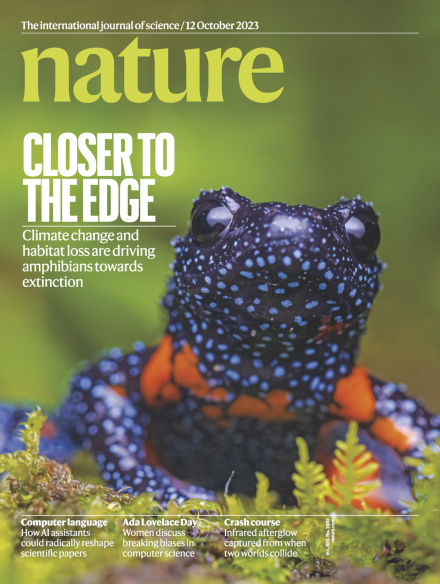 The international journal of science / 12 October 2023
nature
CLOSER TO
THE EDGE
Climate change and
habitat loss are driving
amphibians towards
extinction
Computer language
How AI assistants
could radically reshape
scientific papers
Ada Lovelace Day
Women discuss
breaking biases in
computer science
Crash course
Infrared afterglow
captured from when
two worlds collide